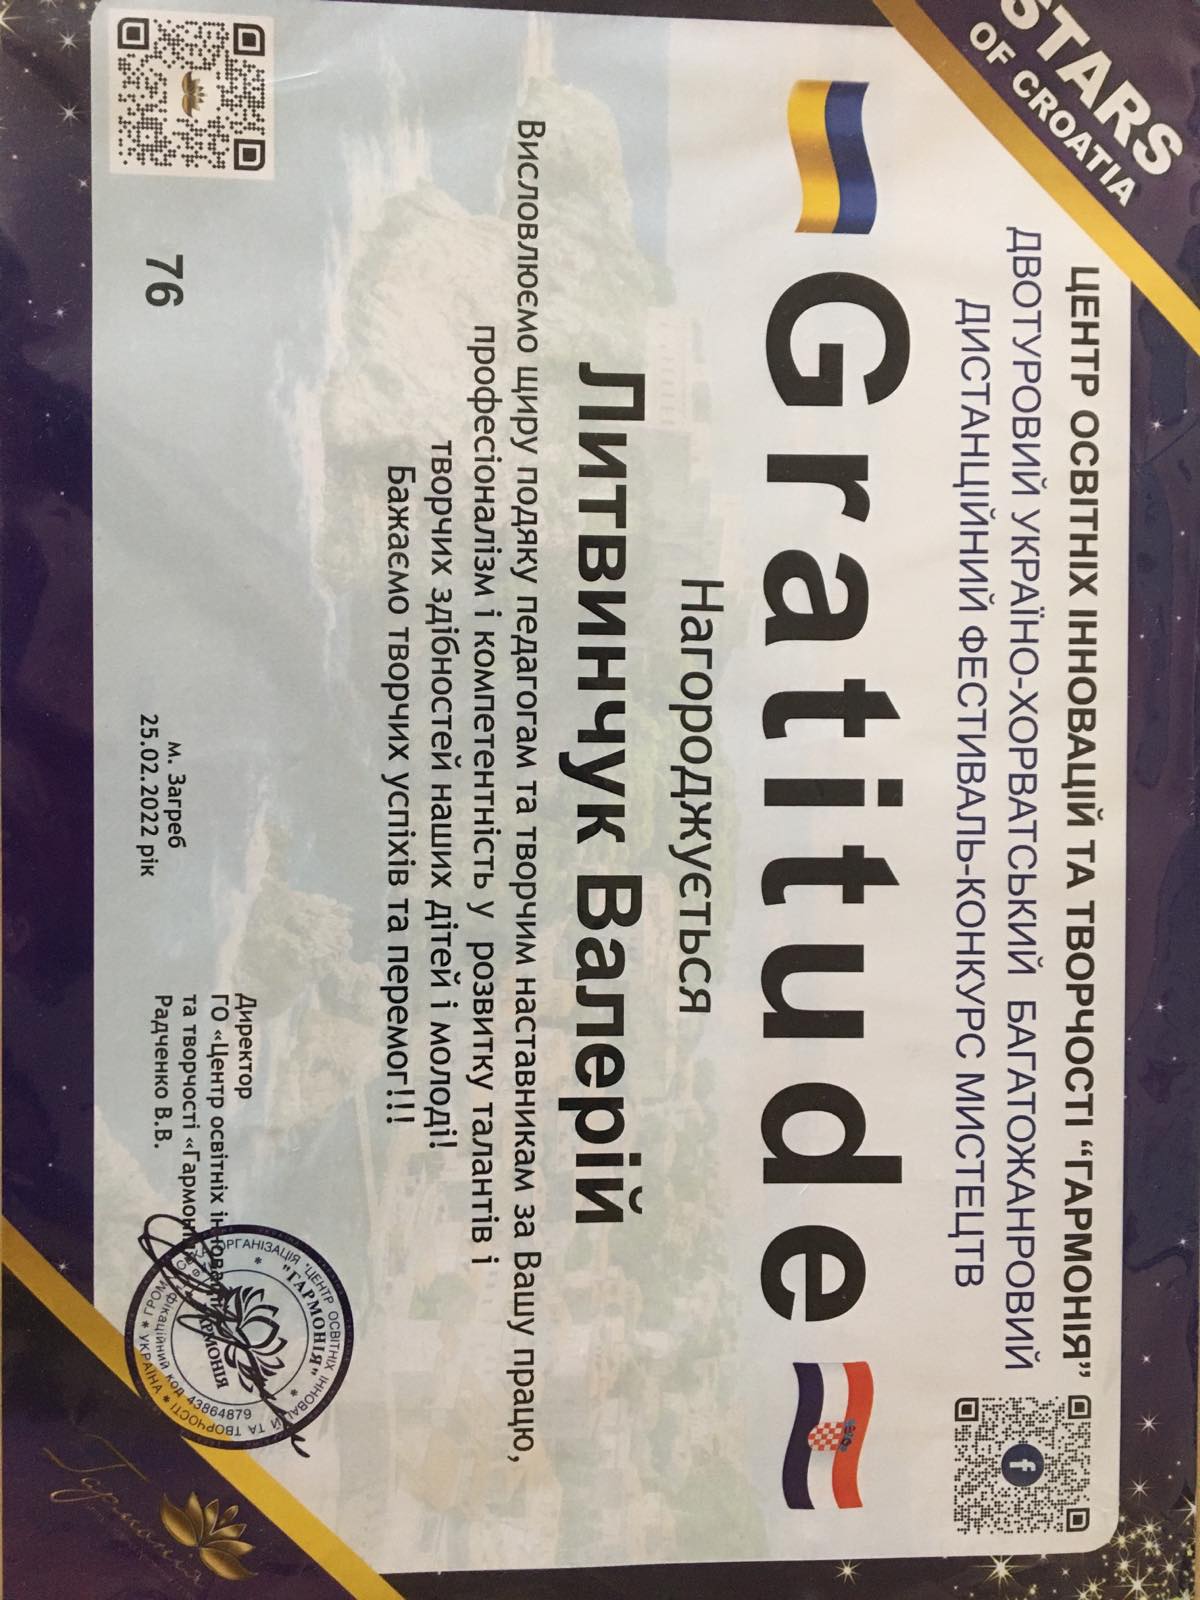 STARS
OF CROATIA
ЦЕНТР ОСВІТНІХ ІННОВАЦІЙ ТА ТВОРЧОСТІ “ГАРМОНІЯ”
ДВОТУРОВИЙ УКРАЇНО-ХОРВАТСЬКИЙ БАГАТОЖАНРОВИЙ
ДИСТАНЦІЙНИЙ ФЕСТИВАЛЬ-КОНКУРС МИСТЕЦТВ
f
Gratitude
Нагороджується
Литвинчук Валерій
Висловлюємо щиру подяку педагогам та творчим наставникам за Вашу працю,
професіоналізм і компетентність у розвитку талантів і
творчих здібностей наших дітей і молоді!
Бажаємо творчих успіхів та перемог!!!
76
м. Загреб
25.02.2022 рік
Директор
ГО «Центр освітніх інновацій
та творчості «Гармонія»
Радченко В.В.
ОРГАНІЗАЦІЯ "ЦЕНТР ОСВІТНІХ ІННОВАЦІЙ ТА ТВОРЧОСТІ
"ГАРМОНІЯ"
ГАРМОНІЯ
код 43864879
* УКРАЇНА *
Гармонія